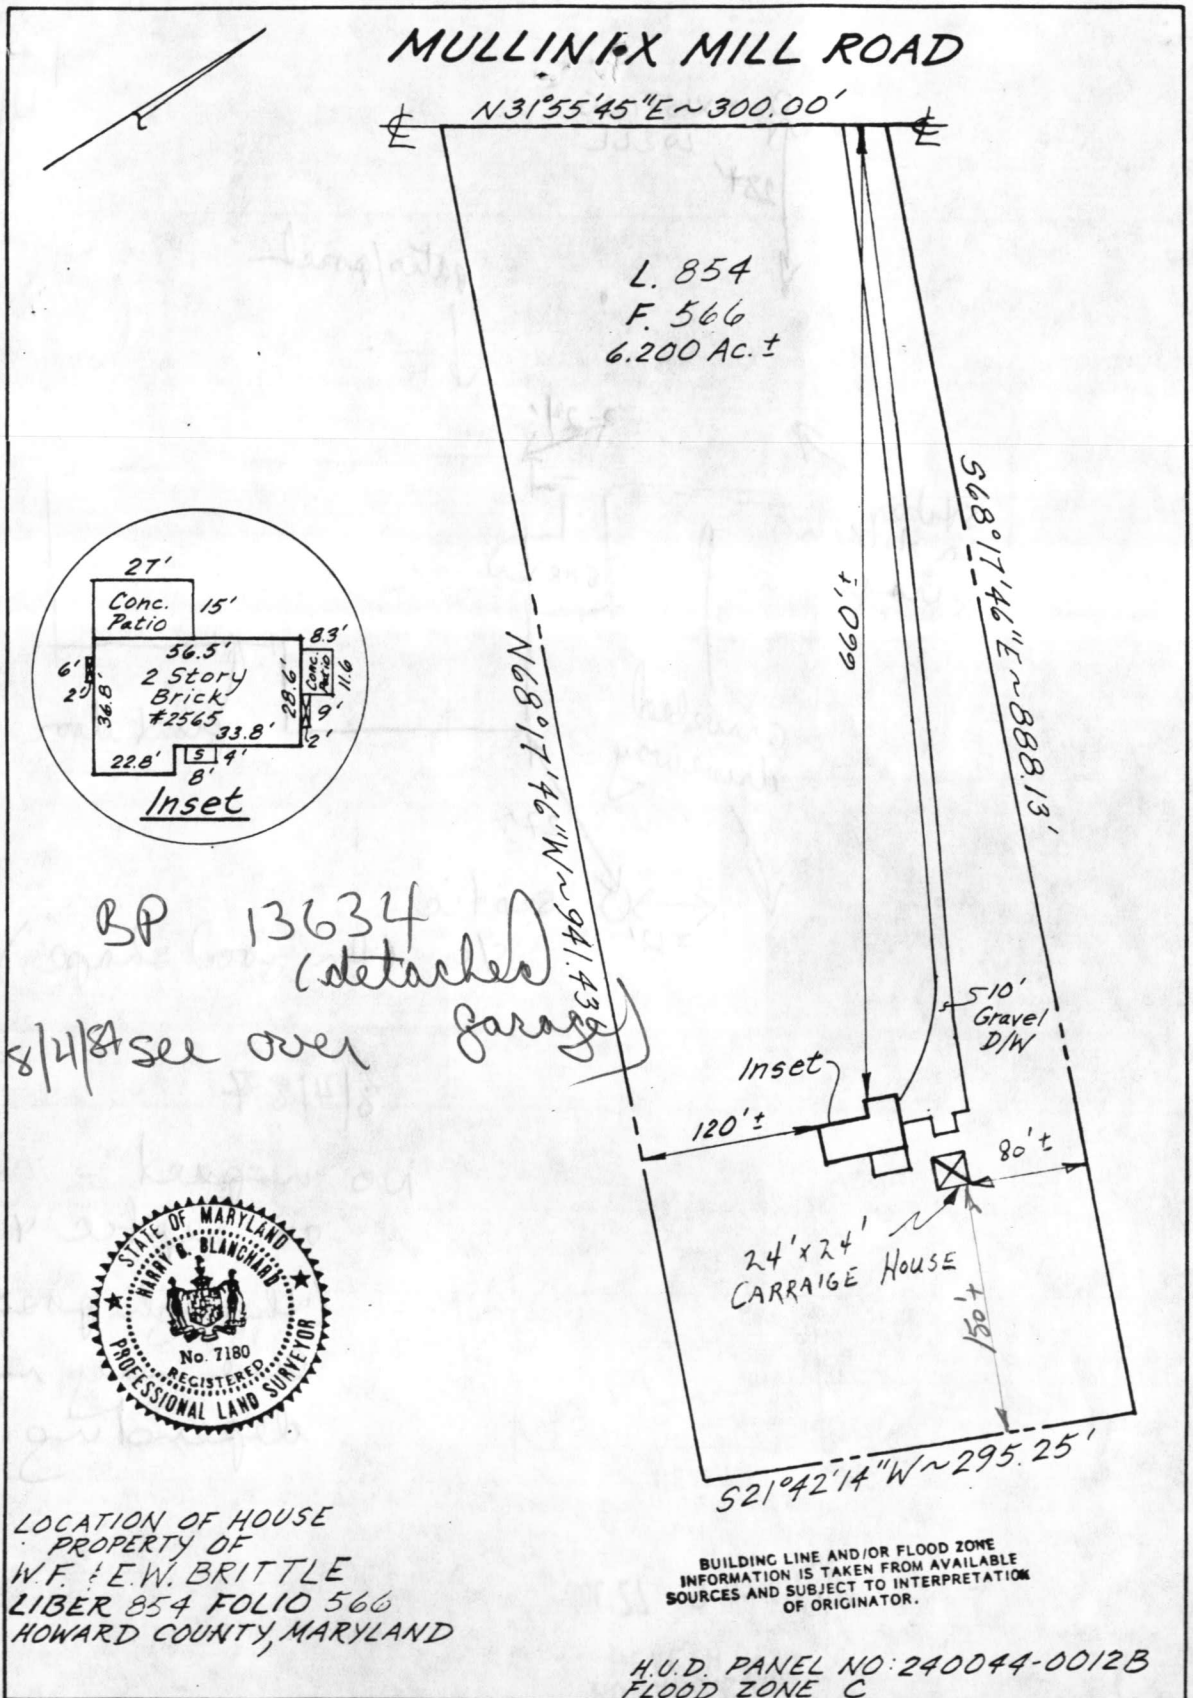 MULLINIX MILL ROAD
N31°55'45"E ~ 300.00'
L. 854
F. 566
6.200 AC. ±
S68°17'46"E ~ 888.13'
660' ±
N68°17'46"W ~ 941.43'
27'
Conc.
Patio
15'
56.5'
8.3'
6'
2'
2 Story
Brick
#2565
36.8'
28.6'
Conc.
Patio
11.6
9'
33.8'
2'
22.8'
S
4'
8'
Inset
BP 13634
(detached
garage)
8/4/87 see over
10'
Gravel
D/W
Inset
120' ±
80' ±
24' x 24'
CARRAIGE HOUSE
150' ±
S21°42'14"W ~ 295.25'
STATE OF MARYLAND
HARRY G. BLANCHARD
No. 7180
REGISTERED
PROFESSIONAL LAND SURVEYOR
LOCATION OF HOUSE
PROPERTY OF
W.F. & E.W. BRITTLE
LIBER 854 FOLIO 566
HOWARD COUNTY, MARYLAND
BUILDING LINE AND/OR FLOOD ZONE
INFORMATION IS TAKEN FROM AVAILABLE
SOURCES AND SUBJECT TO INTERPRETATION
OF ORIGINATOR.
H.U.D. PANEL NO: 240044-0012B
FLOOD ZONE C